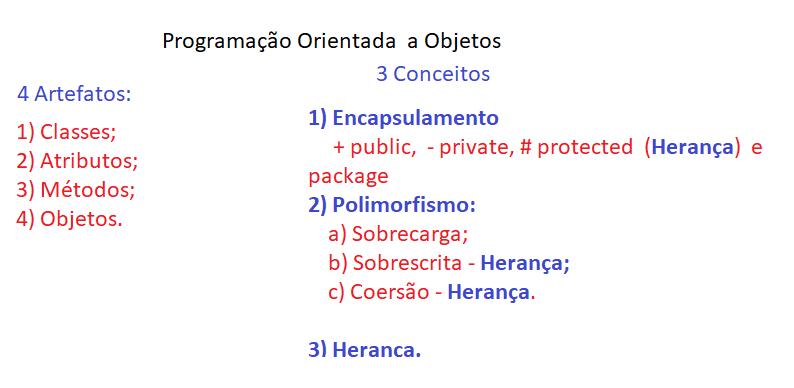 Programação Orientada a Objetos
3 Conceitos
4 Artefatos:
1) Classes;
2) Atributos;
3) Métodos;
4) Objetos.
1) Encapsulamento
+ public, - private, # protected (Herança) e
package
2) Polimorfismo:
a) Sobrecarga;
b) Sobrescrita - Herança;
c) Coersão - Herança.
3) Herança.